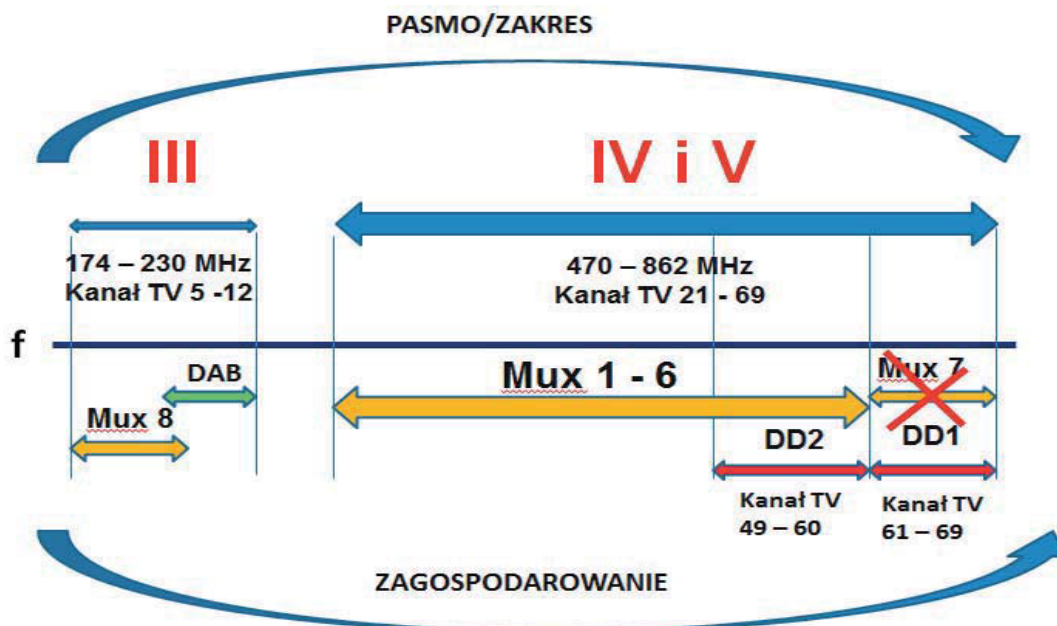 PASMO/ZAKRES
III
IV i V
174 – 230 MHz
Kanał TV 5 -12
470 – 862 MHz
Kanał TV 21 - 69
f
DAB
Mux 8
Mux 1 - 6
Mux 7
DD2
DD1
Kanał TV
49 – 60
Kanał TV
61 – 69
ZAGOSPODAROWANIE